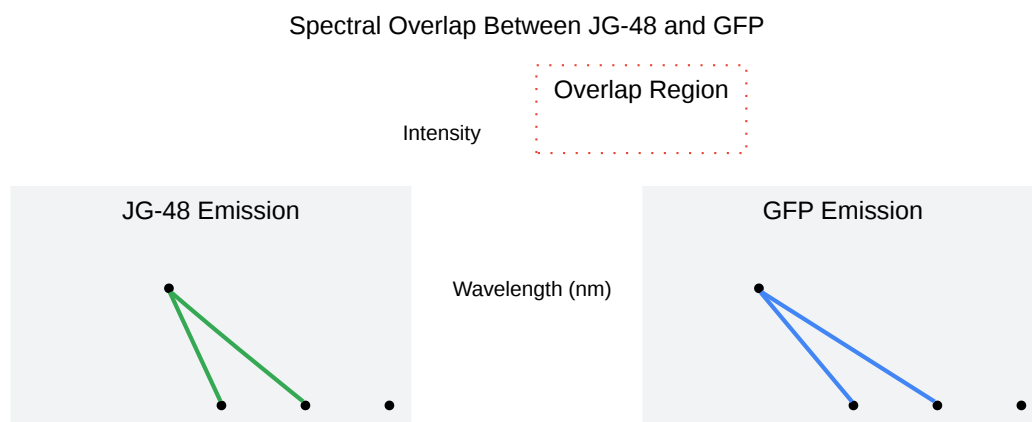 Spectral Overlap Between JG-48 and GFP
Overlap Region
Intensity
JG-48 Emission
GFP Emission
Wavelength (nm)